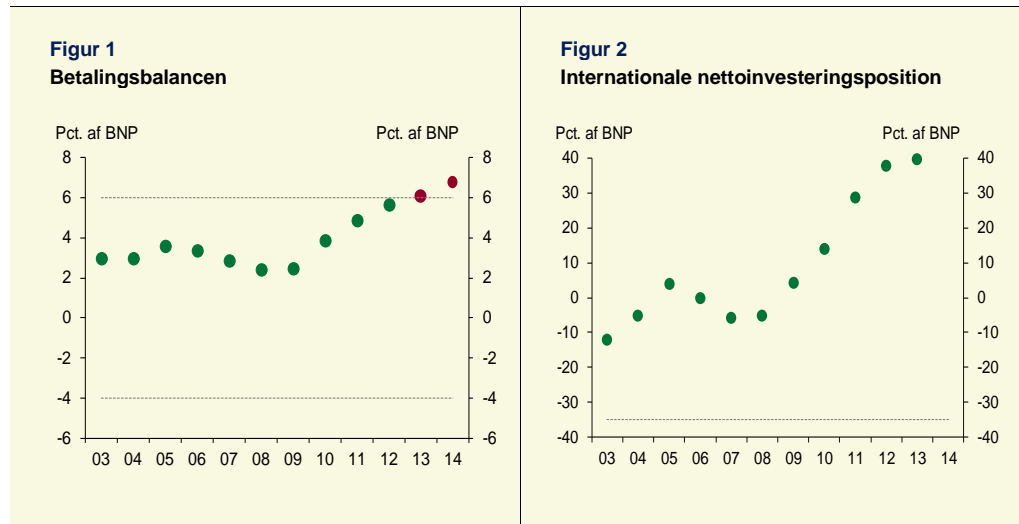 Figur 1
Betalingsbalancen
Pct. af BNP Pct. af BNP
8 8
6 6
4 4
2 2
0 0
-2 -2
-4 -4
-6 -6
03 04 05 06 07 08 09 10 11 12 13 14
Figur 2
Internationale nettoinvesteringsposition
Pct. af BNP Pct. af BNP
40 40
30 30
20 20
10 10
0 0
-10 -10
-20 -20
-30 -30
-40 -40
03 04 05 06 07 08 09 10 11 12 13 14